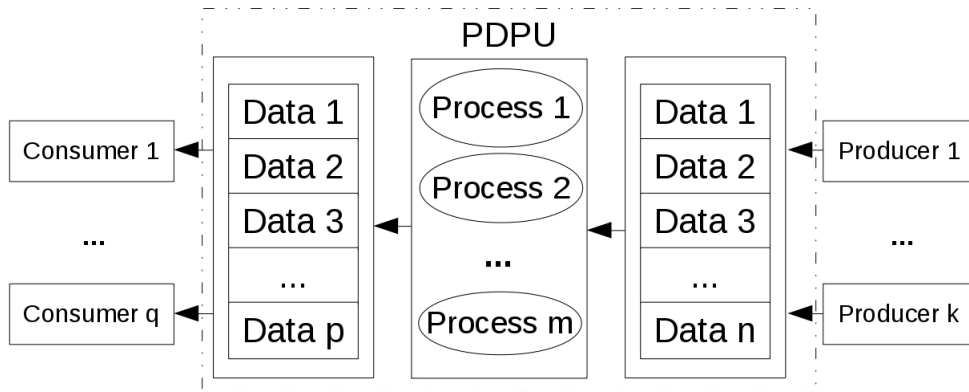 PDPU
Consumer 1
...
Consumer q
Data 1
Data 2
Data 3
...
Data p
Process 1
Process 2
...
Process m
Data 1
Data 2
Data 3
...
Data n
Producer 1
...
Producer k